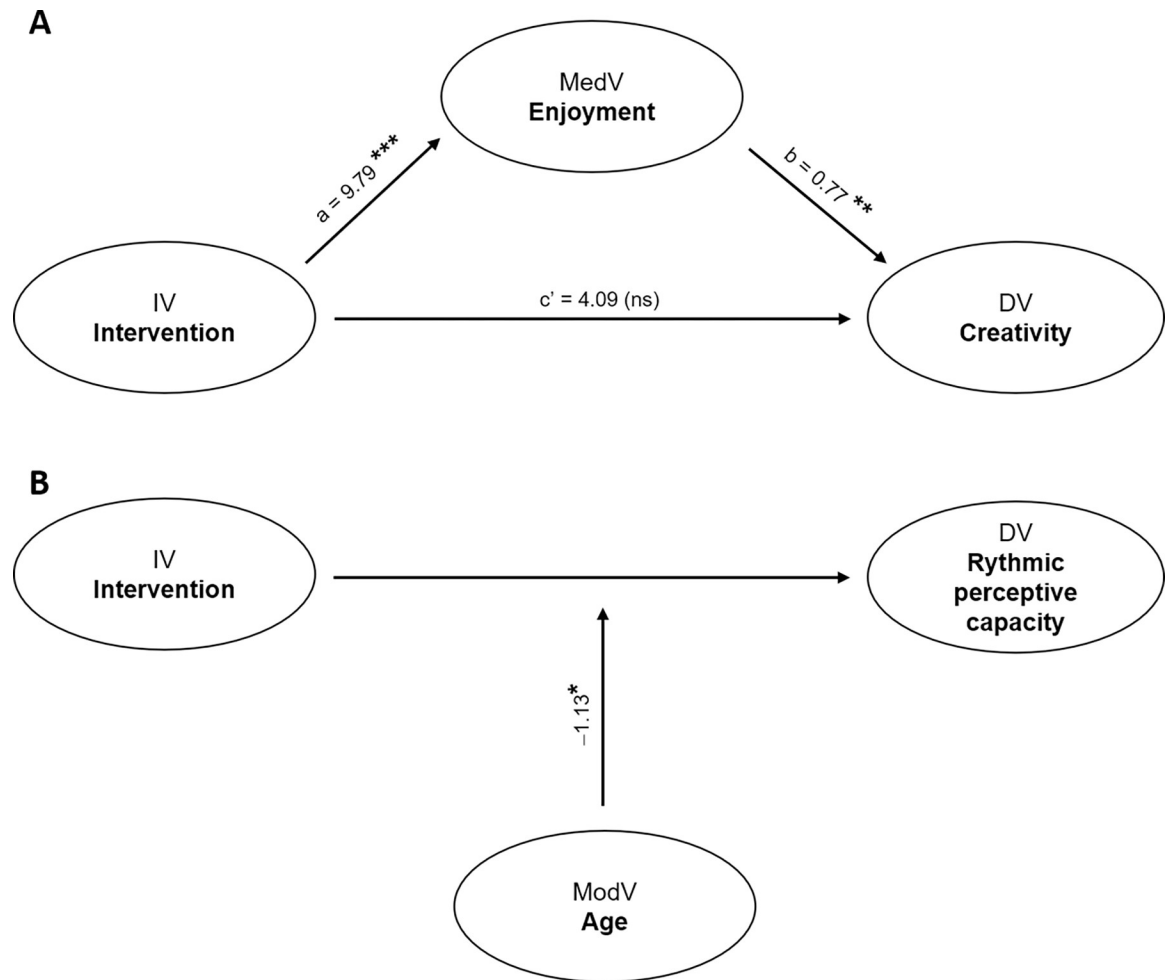 A
MedV
Enjoyment
a = 9.79 ***
b = 0.77 **
IV
Intervention
c’ = 4.09 (ns)
DV
Creativity
B
IV
Intervention
DV
Rythmic
perceptive
capacity
−1.13*
ModV
Age